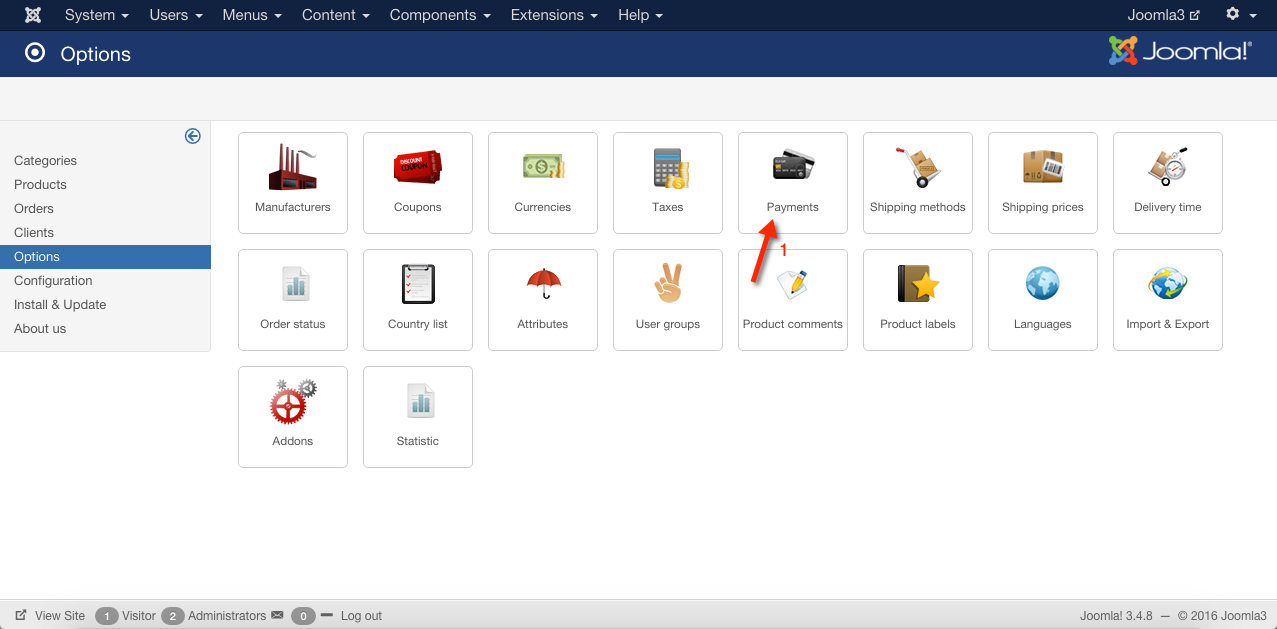 System Users Menus Content Components Extensions Help Joomla3
Options Joomla!®
Categories
Products
Orders
Clients
Options
Configuration
Install & Update
About us
DISCOUNT
COUPON
Manufacturers Coupons Currencies Taxes Payments Shipping methods Shipping prices Delivery time
1
Order status Country list Attributes User groups Product comments Product labels Languages Import & Export
Addons Statistic
View Site 1 Visitor 2 Administrators 0 Log out Joomla! 3.4.8 — © 2016 Joomla3